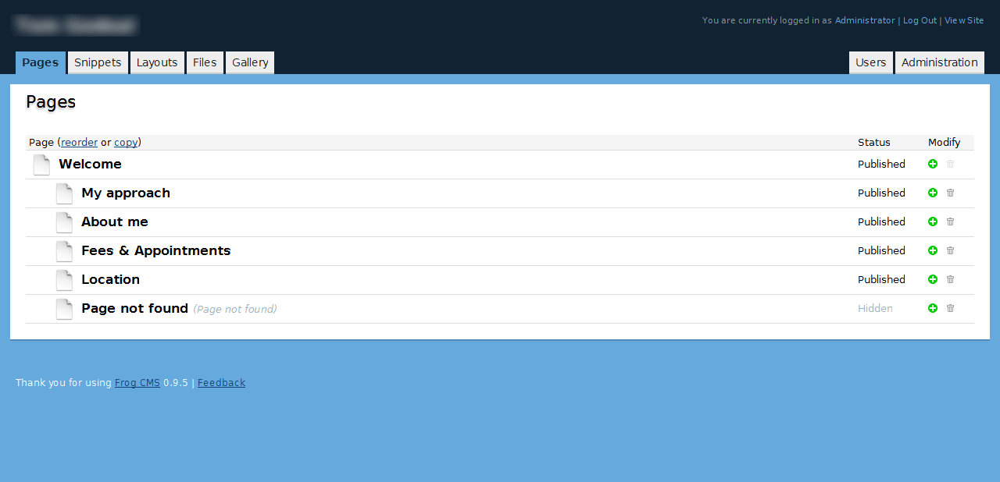 You are currently logged in as Administrator | Log Out | View Site
Pages Snippets Layouts Files Gallery Users Administration
Pages
Page (reorder or copy) Status Modify
Welcome Published
My approach Published
About me Published
Fees & Appointments Published
Location Published
Page not found (Page not found) Hidden
Thank you for using Frog CMS 0.9.5 | Feedback